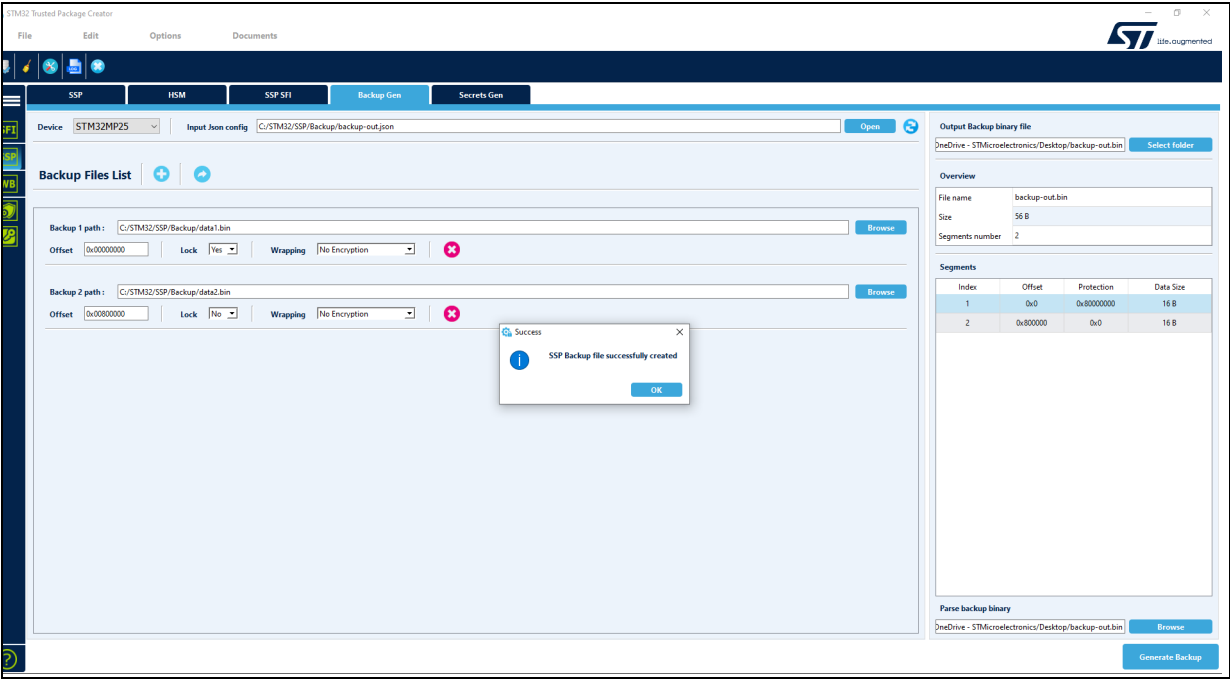 STM32 Trusted Package Creator
File Edit Options Documents
ST life.augmented
LOG
SSP HSM SSP SFI Backup Gen Secrets Gen
SFI
SSP
WB
Device STM32MP25 Input Json config C:/STM32/SSP/Backup/backup-out.json Open
Backup Files List
Backup 1 path : C:/STM32/SSP/Backup/data1.bin Browse
Offset 0x00000000 Lock Yes Wrapping No Encryption
Backup 2 path : C:/STM32/SSP/Backup/data2.bin Browse
Offset 0x00800000 Lock No Wrapping No Encryption
Success
SSP Backup file successfully created
OK
Output Backup binary file
OneDrive - STMicroelectronics/Desktop/backup-out.bin Select folder
Overview
File name backup-out.bin
Size 56 B
Segments number 2
Segments
Index Offset Protection Data Size
1 0x0 0x80000000 16 B
2 0x800000 0x0 16 B
Parse backup binary
OneDrive - STMicroelectronics/Desktop/backup-out.bin Browse
Generate Backup